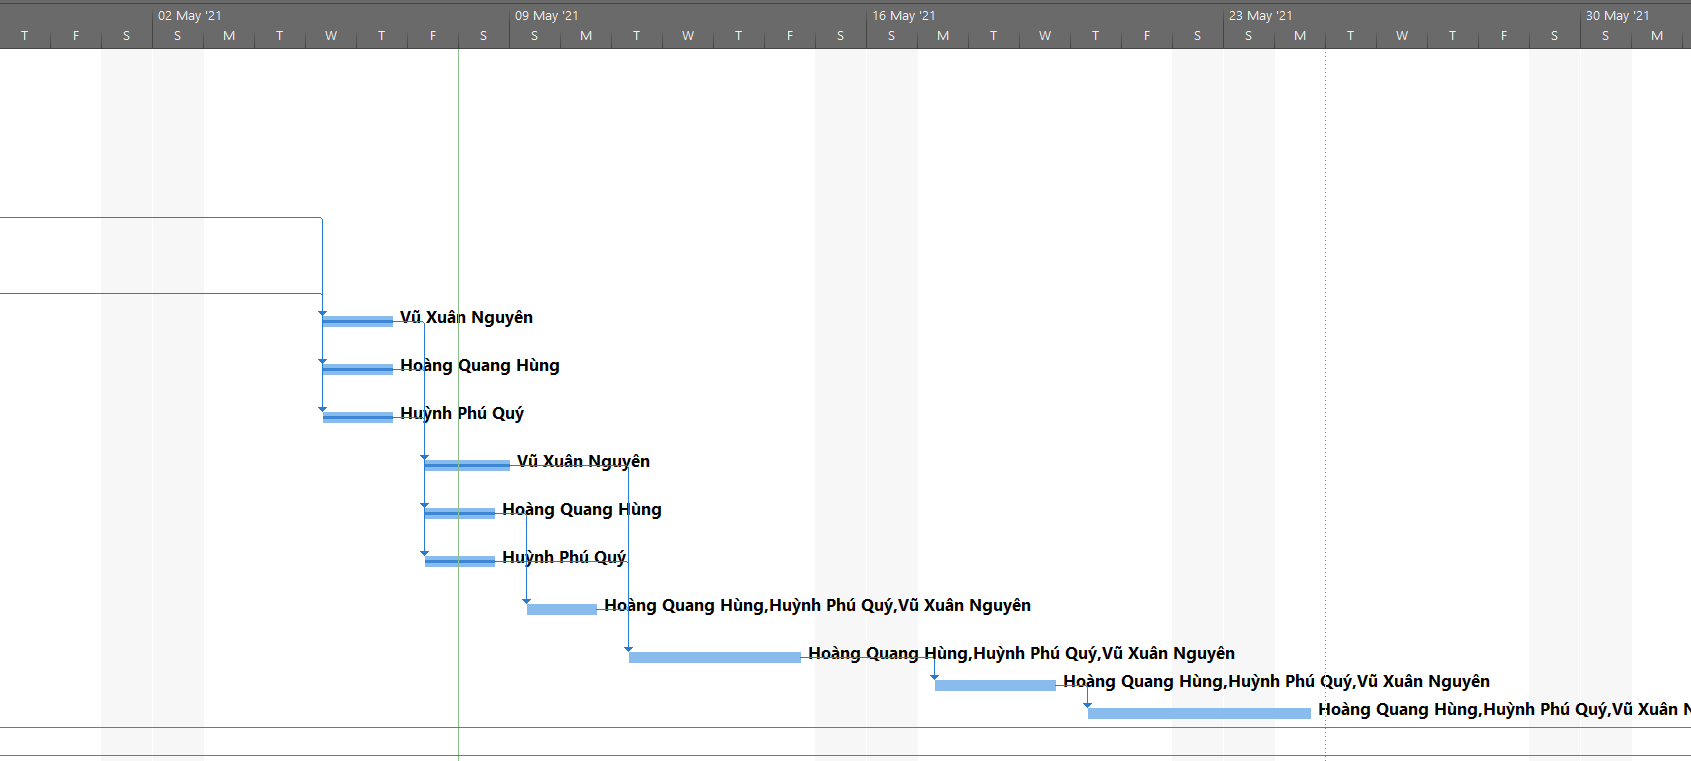 02 May '21 09 May '21 16 May '21 23 May '21 30 May '21
T F S S M T W T F S S M T W T F S S M T W T F S S M T W T F S S M
Vũ Xuân Nguyên
Hoàng Quang Hùng
Huỳnh Phú Quý
Vũ Xuân Nguyên
Hoàng Quang Hùng
Huỳnh Phú Quý
Hoàng Quang Hùng,Huỳnh Phú Quý,Vũ Xuân Nguyên
Hoàng Quang Hùng,Huỳnh Phú Quý,Vũ Xuân Nguyên
Hoàng Quang Hùng,Huỳnh Phú Quý,Vũ Xuân Nguyên
Hoàng Quang Hùng,Huỳnh Phú Quý,Vũ Xuân N